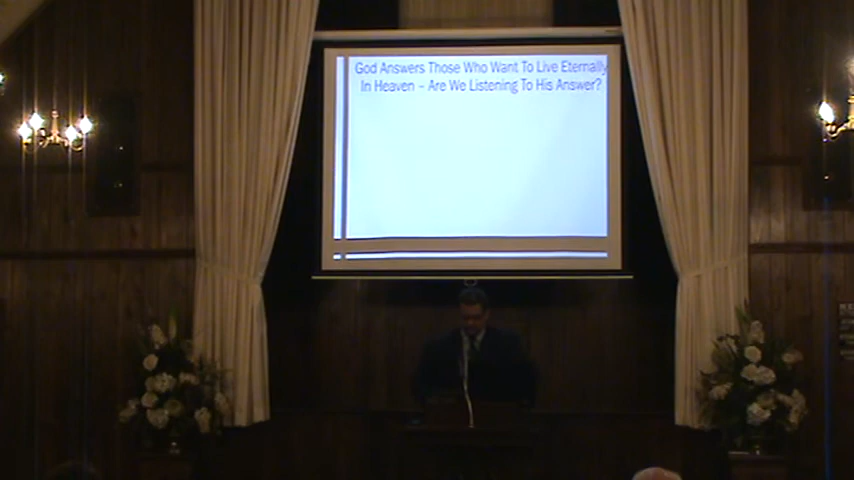 God Answers Those Who Want To Live Eternally
In Heaven – Are We Listening To His Answer?